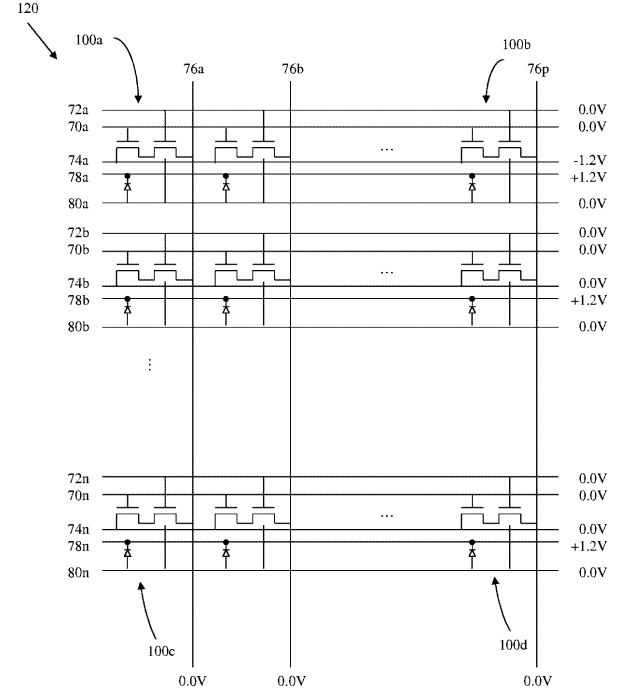 120
100a
100b
76a 76b 76p
72a 0.0V
70a 0.0V
...
74a -1.2V
78a +1.2V
80a 0.0V
72b 0.0V
70b 0.0V
...
74b 0.0V
78b +1.2V
80b 0.0V
...
72n 0.0V
70n 0.0V
...
74n 0.0V
78n +1.2V
80n 0.0V
100c
100d
0.0V 0.0V 0.0V